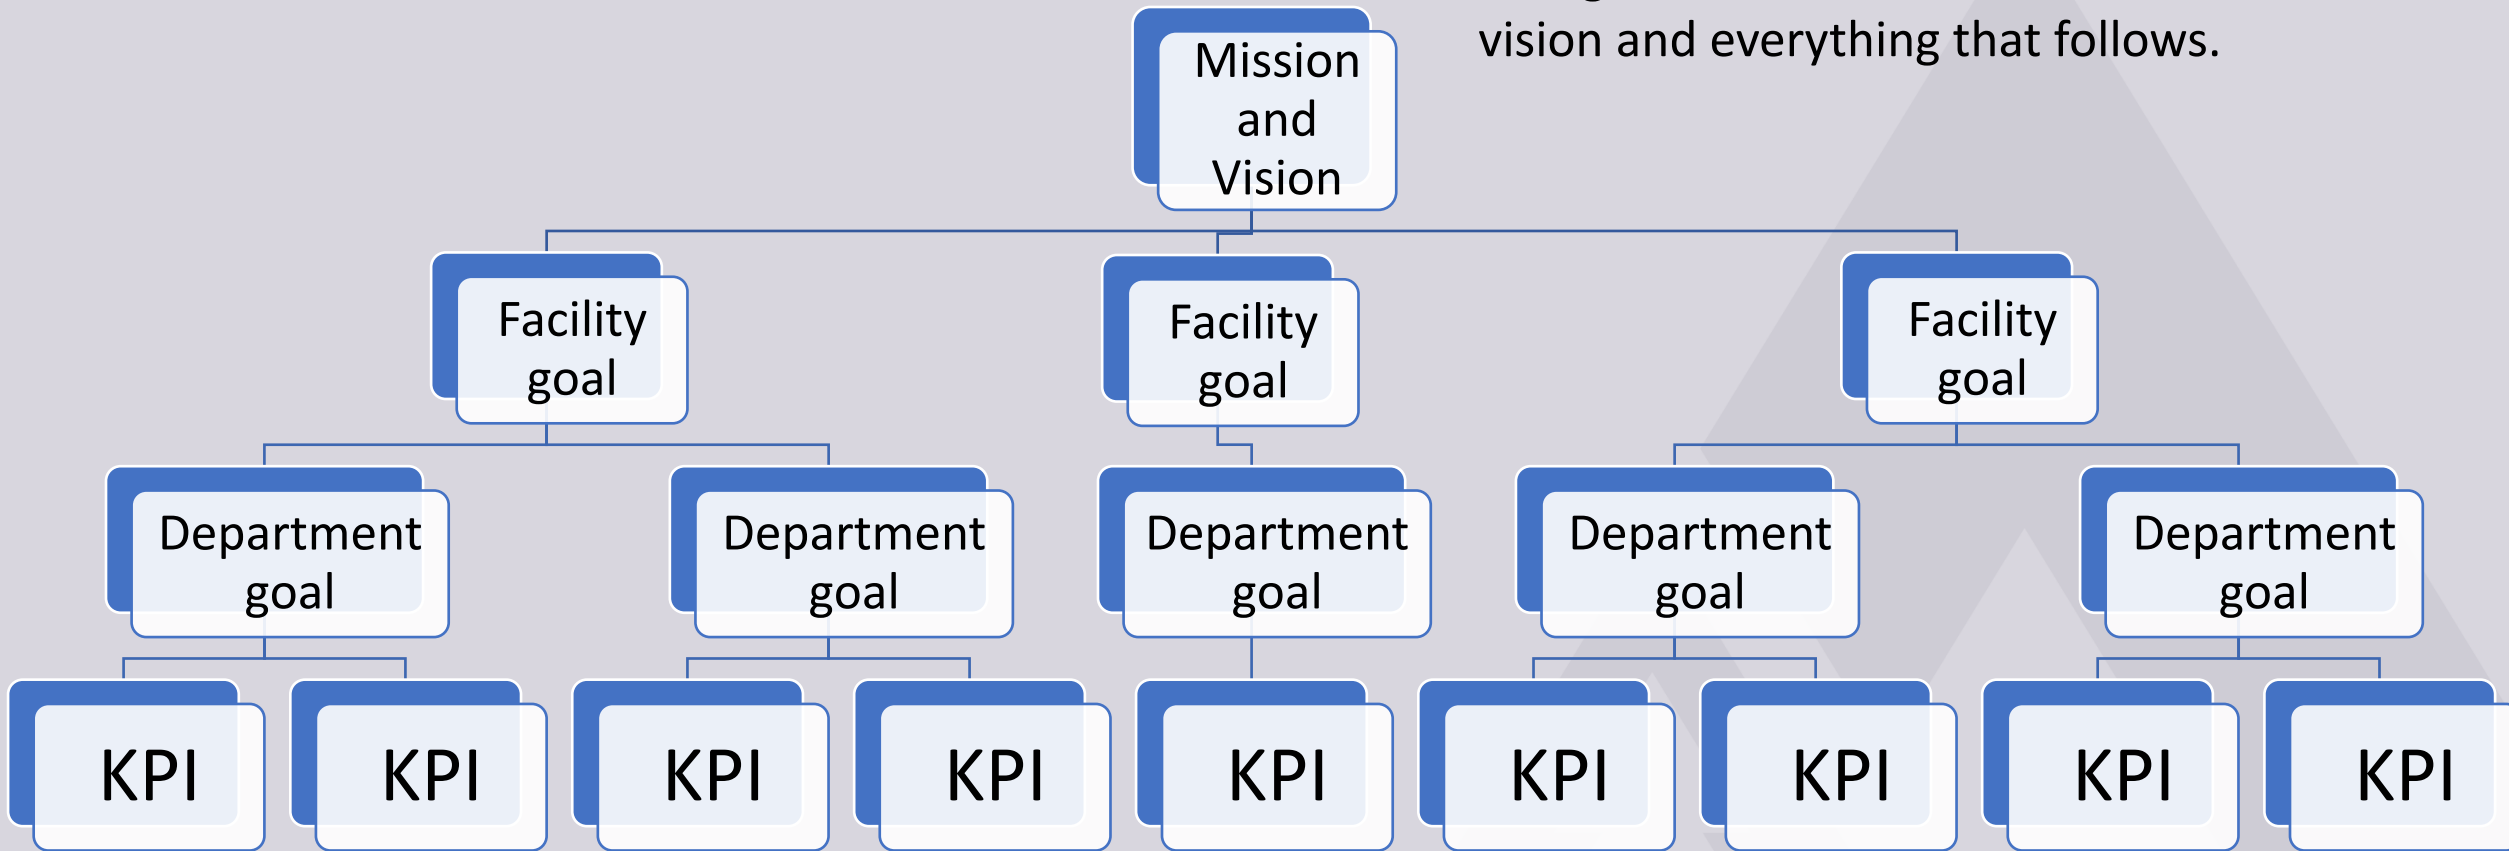 vision and everything that follows.
Mission
and
Vision
Facility
goal
Facility
goal
Facility
goal
Department
goal
Department
goal
Department
goal
Department
goal
Department
goal
KPI
KPI
KPI
KPI
KPI
KPI
KPI
KPI
KPI